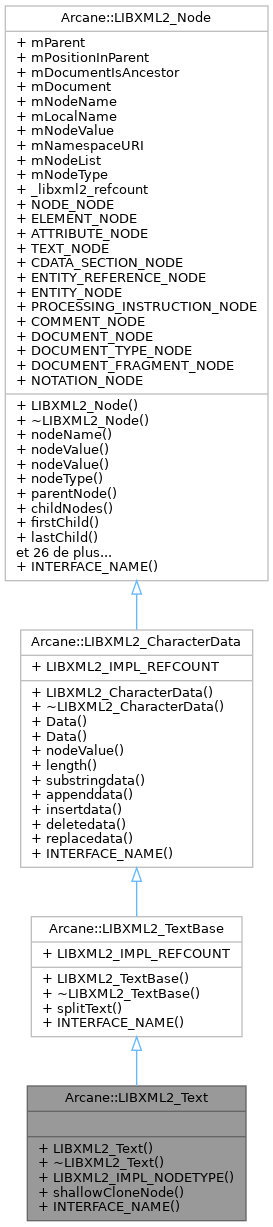 Arcane::LIBXML2_Node
+ mParent
+ mPositionInParent
+ mDocumentIsAncestor
+ mDocument
+ mNodeName
+ mLocalName
+ mNodeValue
+ mNamespaceURI
+ mNodeList
+ mNodeType
+ _libxml2_refcount
+ NODE_NODE
+ ELEMENT_NODE
+ ATTRIBUTE_NODE
+ TEXT_NODE
+ CDATA_SECTION_NODE
+ ENTITY_REFERENCE_NODE
+ ENTITY_NODE
+ PROCESSING_INSTRUCTION_NODE
+ COMMENT_NODE
+ DOCUMENT_NODE
+ DOCUMENT_TYPE_NODE
+ DOCUMENT_FRAGMENT_NODE
+ NOTATION_NODE
+ LIBXML2_Node()
+ ~LIBXML2_Node()
+ nodeName()
+ nodeValue()
+ nodeValue()
+ nodeType()
+ parentNode()
+ childNodes()
+ firstChild()
+ lastChild()
et 26 de plus...
+ INTERFACE_NAME()
Arcane::LIBXML2_CharacterData
+ LIBXML2_IMPL_REFCOUNT
+ LIBXML2_CharacterData()
+ ~LIBXML2_CharacterData()
+ Data()
+ Data()
+ nodeValue()
+ length()
+ substringdata()
+ appenddata()
+ insertdata()
+ deletedata()
+ replacedata()
+ INTERFACE_NAME()
Arcane::LIBXML2_TextBase
+ LIBXML2_IMPL_REFCOUNT
+ LIBXML2_TextBase()
+ ~LIBXML2_TextBase()
+ splitText()
+ INTERFACE_NAME()
Arcane::LIBXML2_Text
+ LIBXML2_Text()
+ ~LIBXML2_Text()
+ LIBXML2_IMPL_NODETYPE()
+ shallowCloneNode()
+ INTERFACE_NAME()